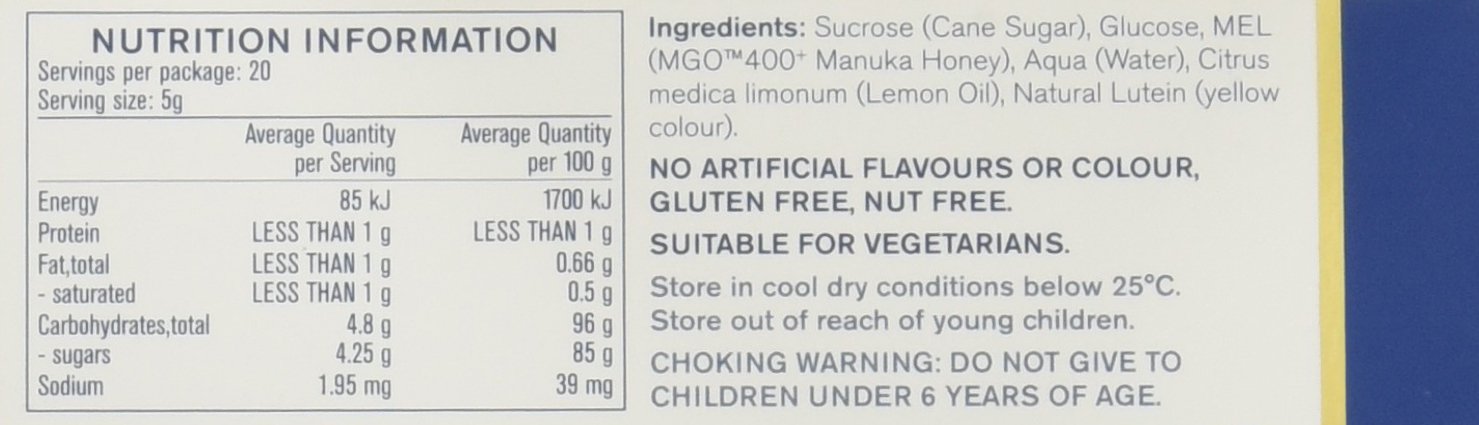 NUTRITION INFORMATION
Servings per package: 20
Serving size: 5g
Average Quantity per Serving Average Quantity per 100 g
Energy 85 kJ 1700 kJ
Protein LESS THAN 1 g LESS THAN 1 g
Fat,total LESS THAN 1 g 0.66 g
- saturated LESS THAN 1 g 0.5 g
Carbohydrates,total 4.8 g 96 g
- sugars 4.25 g 85 g
Sodium 1.95 mg 39 mg
Ingredients: Sucrose (Cane Sugar), Glucose, MEL
(MGO™400⁺ Manuka Honey), Aqua (Water), Citrus
medica limonum (Lemon Oil), Natural Lutein (yellow
colour).
NO ARTIFICIAL FLAVOURS OR COLOUR,
GLUTEN FREE, NUT FREE.
SUITABLE FOR VEGETARIANS.
Store in cool dry conditions below 25°C.
Store out of reach of young children.
CHOKING WARNING: DO NOT GIVE TO
CHILDREN UNDER 6 YEARS OF AGE.